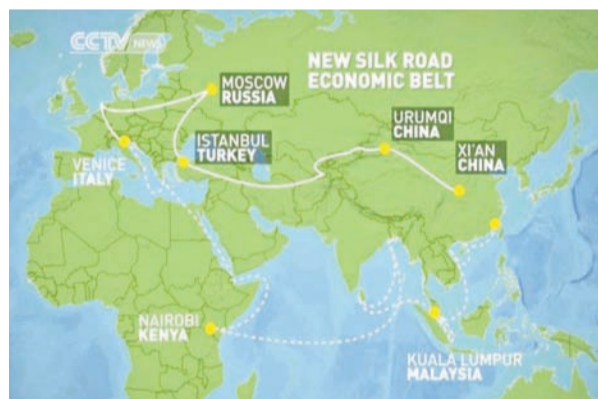 CCTV NEWS
NEW SILK ROAD
ECONOMIC BELT
MOSCOW
RUSSIA
URUMQI
CHINA
ISTANBUL
TURKEY
XI'AN
CHINA
VENICE
ITALY
NAIROBI
KENYA
KUALA LUMPUR
MALAYSIA